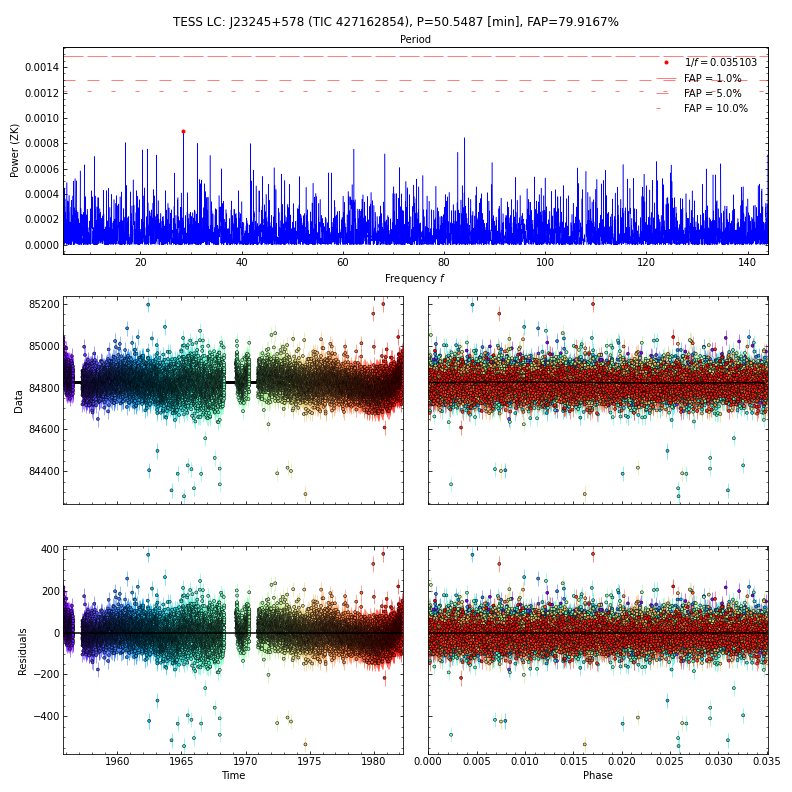 TESS LC: J23245+578 (TIC 427162854), P=50.5487 [min], FAP=79.9167%
Period
Power (ZK)
0.0014
0.0012
0.0010
0.0008
0.0006
0.0004
0.0002
0.0000
1/f = 0.035103
FAP = 1.0%
FAP = 5.0%
FAP = 10.0%
20 40 60 80 100 120 140
Frequency f
Data
85200
85000
84800
84600
84400
Residuals
400
200
0
−200
−400
1960 1965 1970 1975 1980
Time
0.000 0.005 0.010 0.015 0.020 0.025 0.030 0.035
Phase